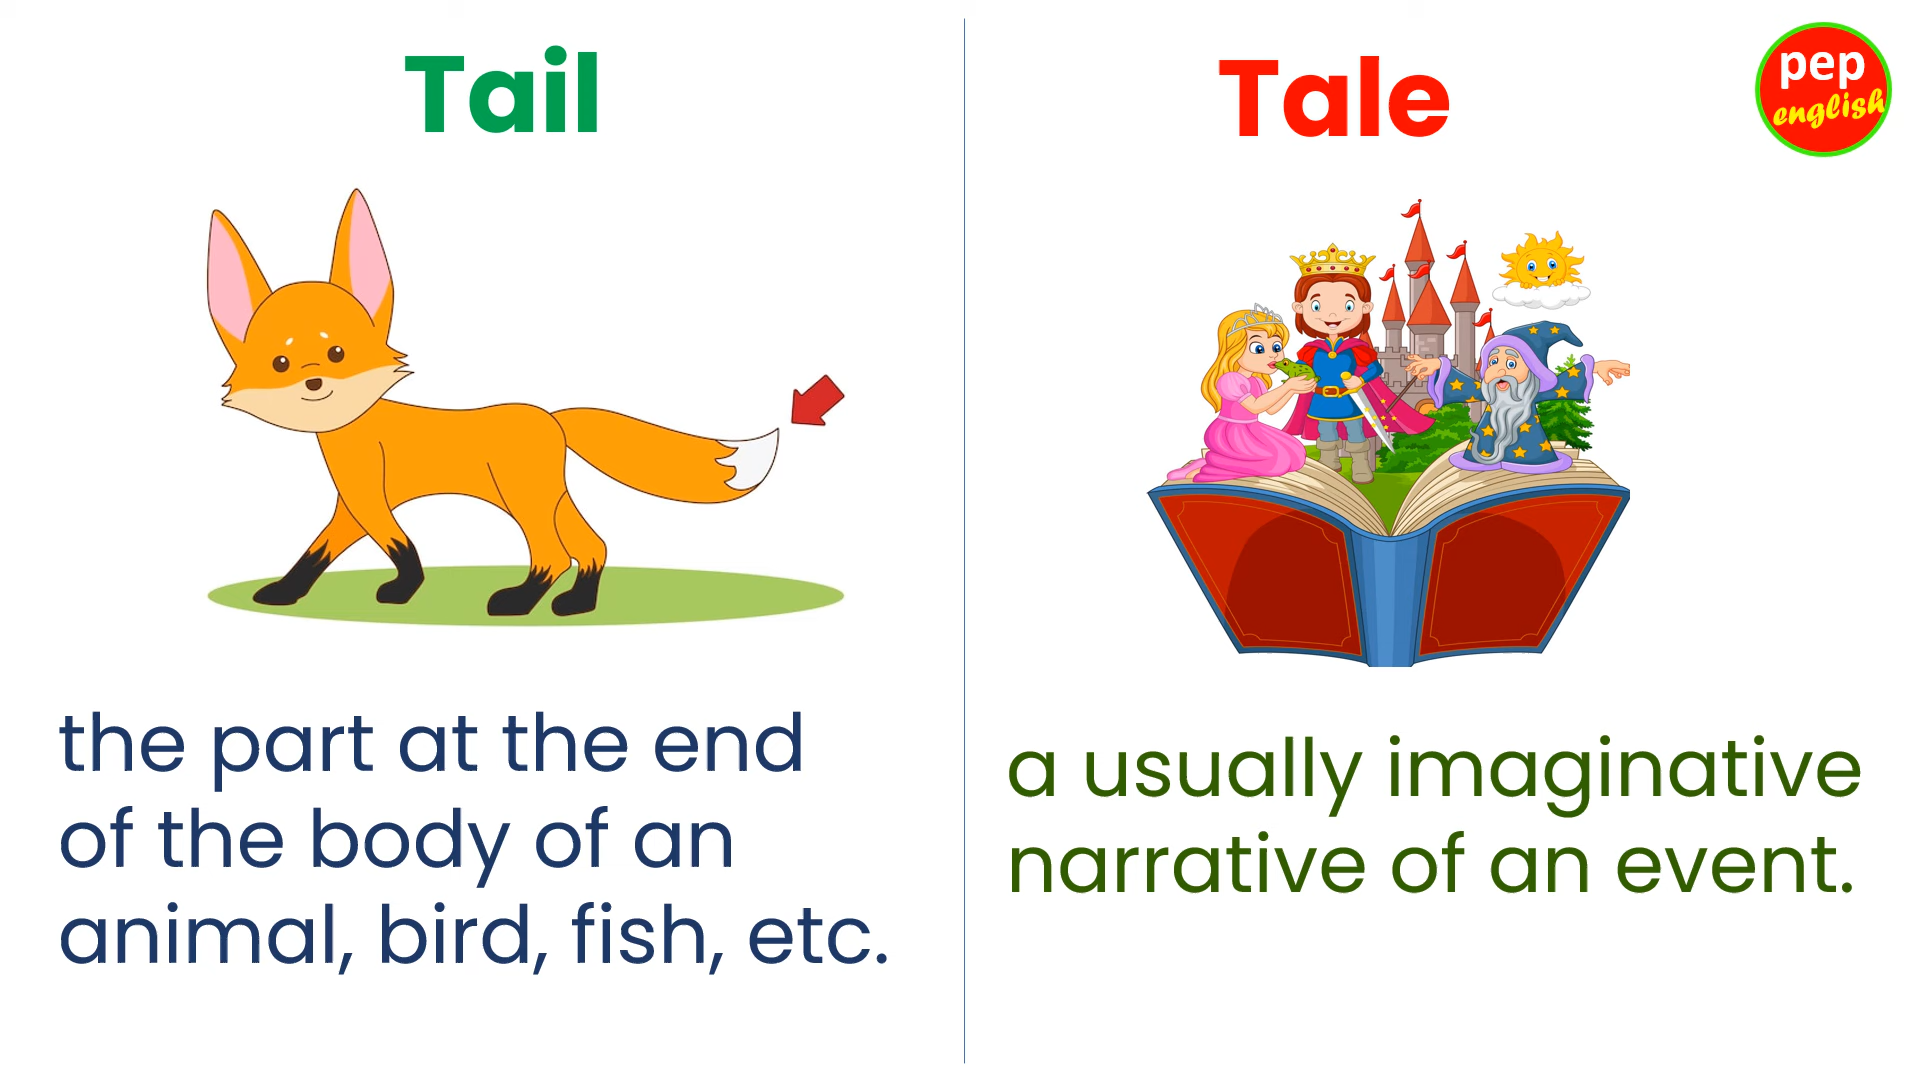 Tail
the part at the end
of the body of an
animal, bird, fish, etc.
Tale
a usually imaginative
narrative of an event.
pep
english